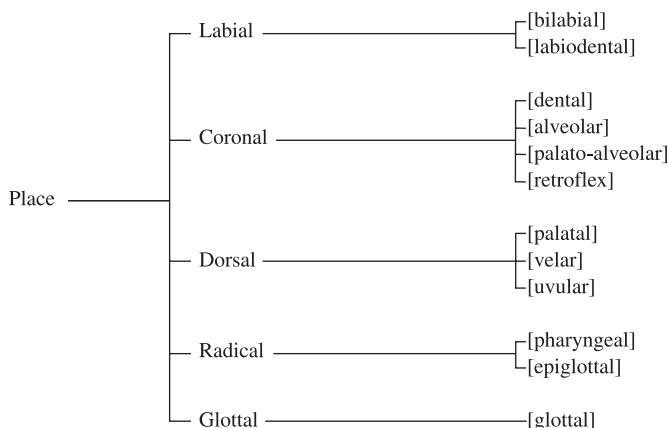 Place
Labial
[bilabial]
[labiodental]
Coronal
[dental]
[alveolar]
[palato-alveolar]
[retroflex]
Dorsal
[palatal]
[velar]
[uvular]
Radical
[pharyngeal]
[epiglottal]
Glottal
[glottal]